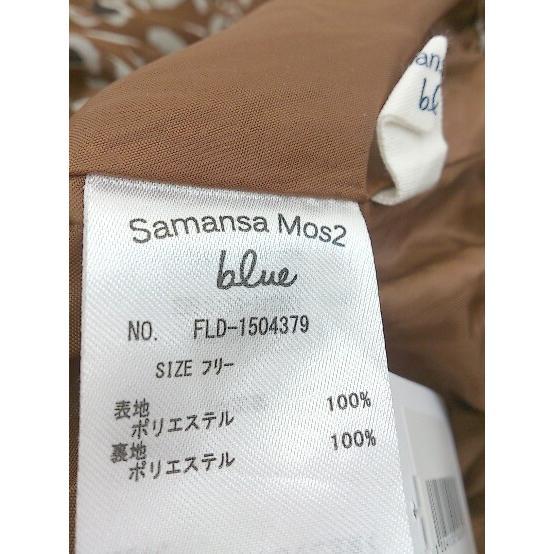 Samansa Mos2
blue
NO. FLD-1504379
SIZE フリー
表地
ポリエステル 100%
裏地
ポリエステル 100%